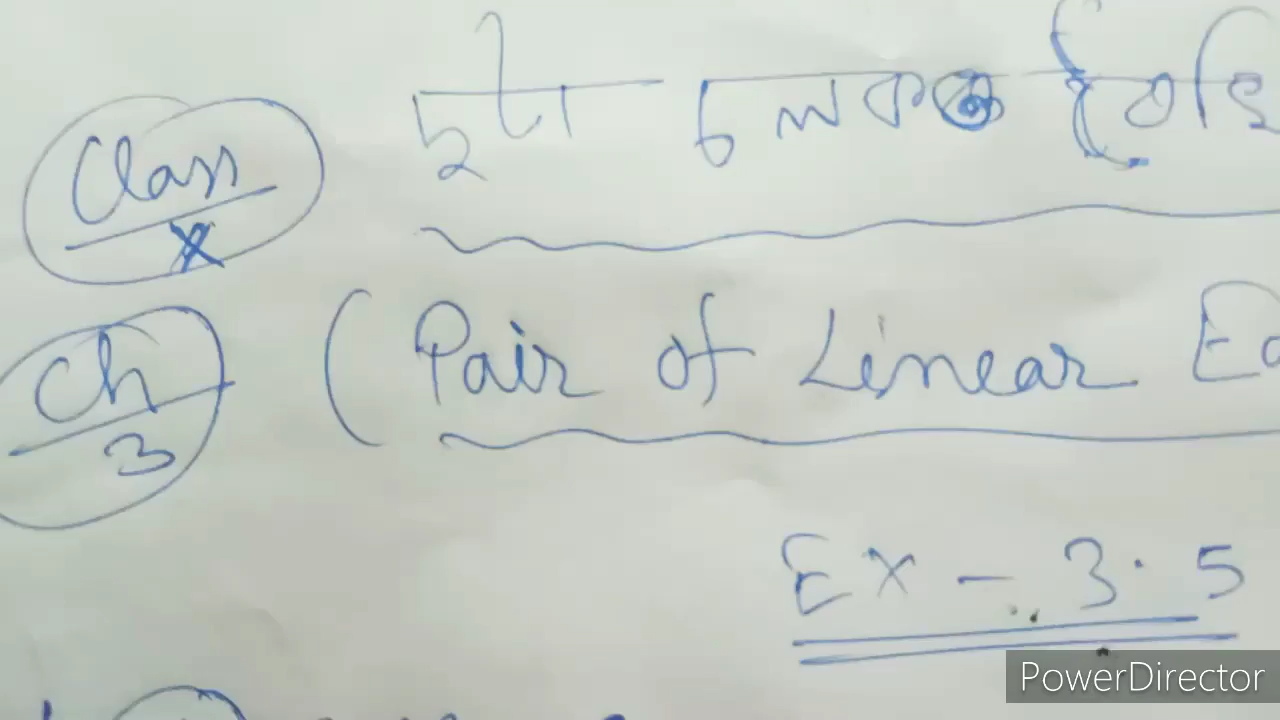 Class
X
দুটা চলকত
Ch
3
(Pair of Linear
Ex - 3.5
PowerDirector